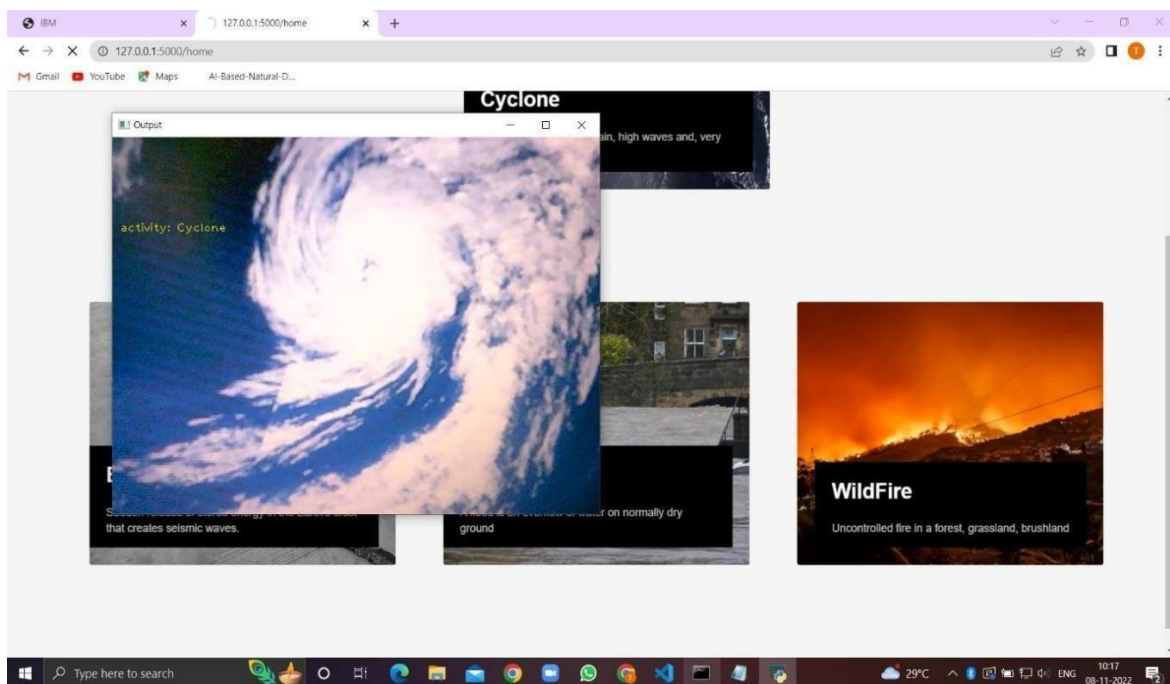 IBM
127.0.0.1:5000/home
127.0.0.1:5000/home
Gmail
YouTube
Maps
AI-Based-Natural-D...
Cyclone
ain, high waves and, very
Output
activity: Cyclone
that creates seismic waves.
on normally dry
ground
WildFire
Uncontrolled fire in a forest, grassland, brushland
Type here to search
29°C
ENG
10:17
08-11-2022